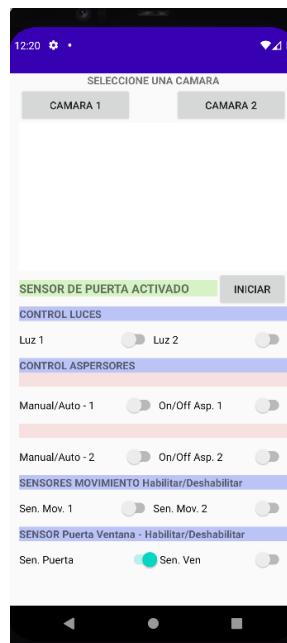 12:20
SELECCIONE UNA CAMARA
CAMARA 1 CAMARA 2
SENSOR DE PUERTA ACTIVADO INICIAR
CONTROL LUCES
Luz 1 Luz 2
CONTROL ASPERSORES
Manual/Auto - 1 On/Off Asp. 1
Manual/Auto - 2 On/Off Asp. 2
SENSORES MOVIMIENTO Habilitar/Deshabilitar
Sen. Mov. 1 Sen. Mov. 2
SENSOR Puerta Ventana - Habilitar/Deshabilitar
Sen. Puerta Sen. Ven